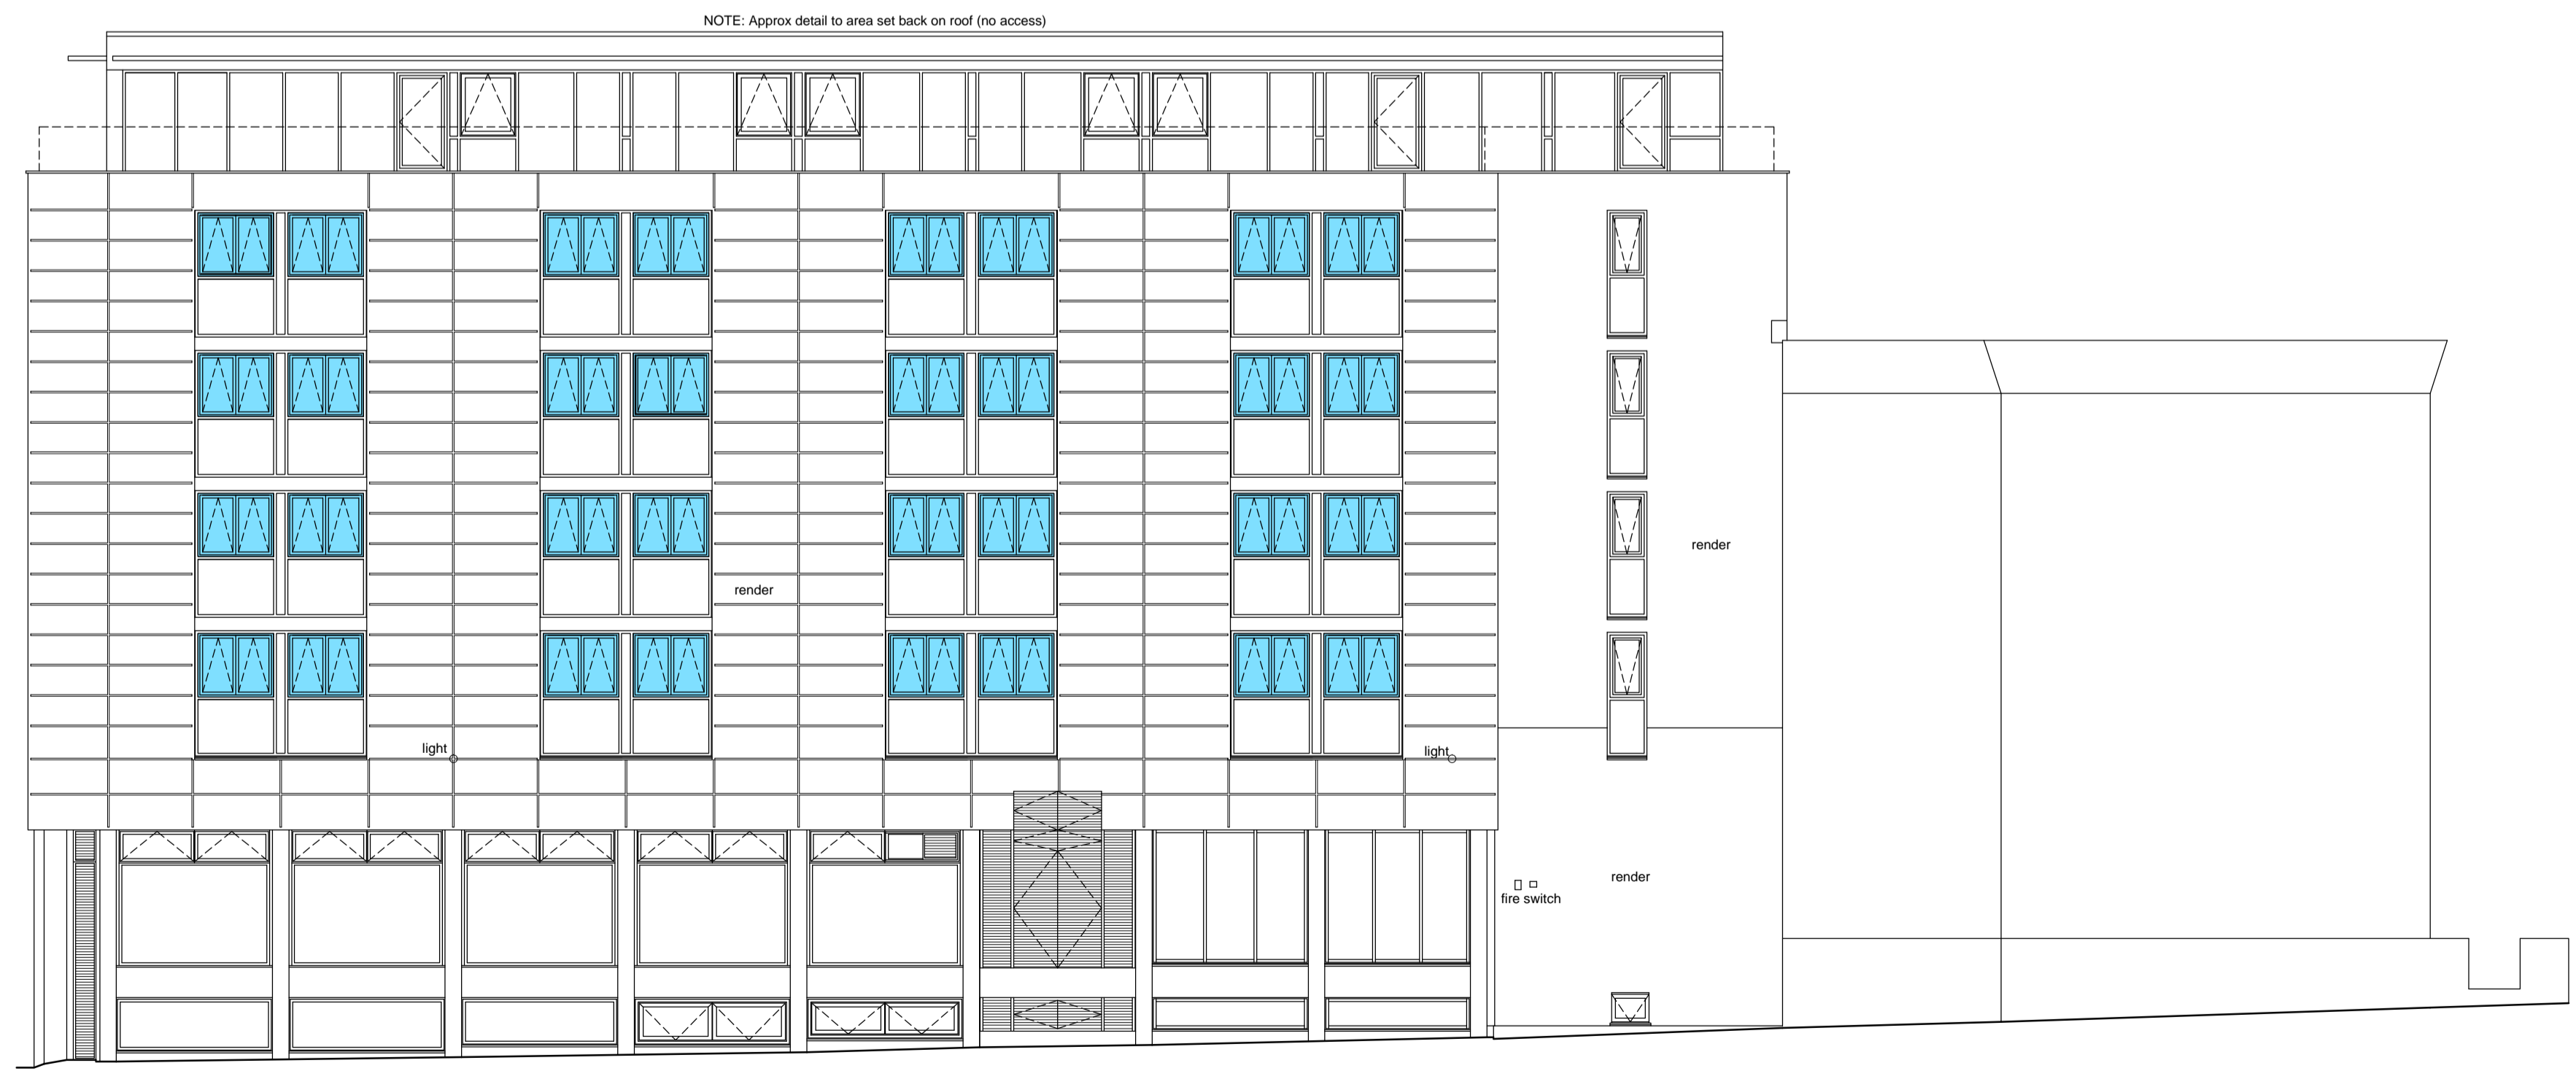 NOTE: Approx detail to area set back on roof (no access)
render
render
light
light
render
fire switch